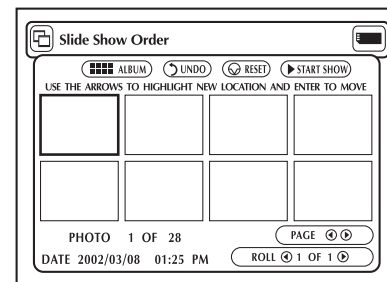 Slide Show Order
ALBUM UNDO RESET START SHOW
USE THE ARROWS TO HIGHLIGHT NEW LOCATION AND ENTER TO MOVE
PHOTO 1 OF 28 PAGE
DATE 2002/03/08 01:25 PM ROLL 1 OF 1